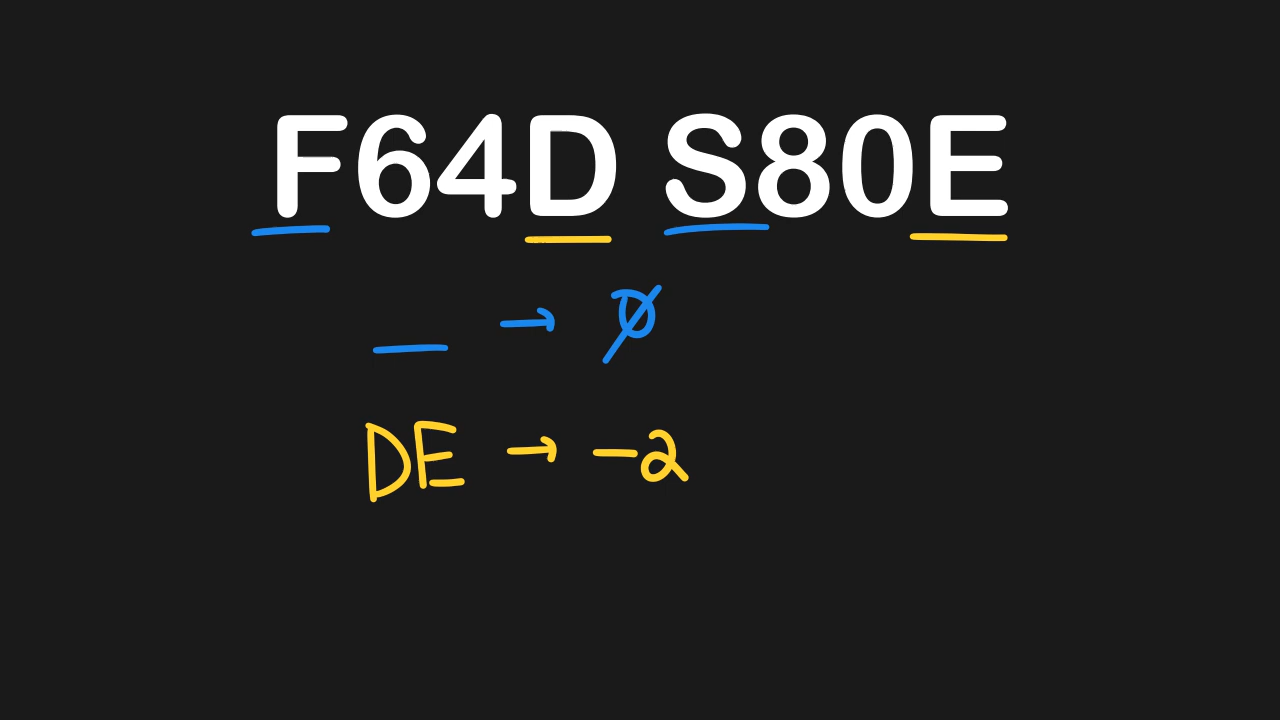 F64D S80E
_ → Ø
DE → -2